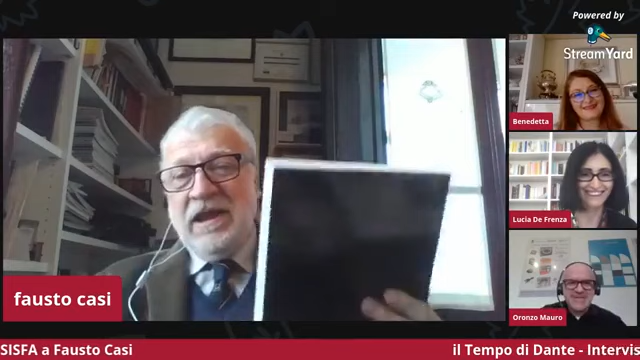 Powered by
StreamYard
Benedetta
Lucia De Frenza
fausto casi
Oronzo Mauro
SISFA a Fausto Casi
il Tempo di Dante - Intervis